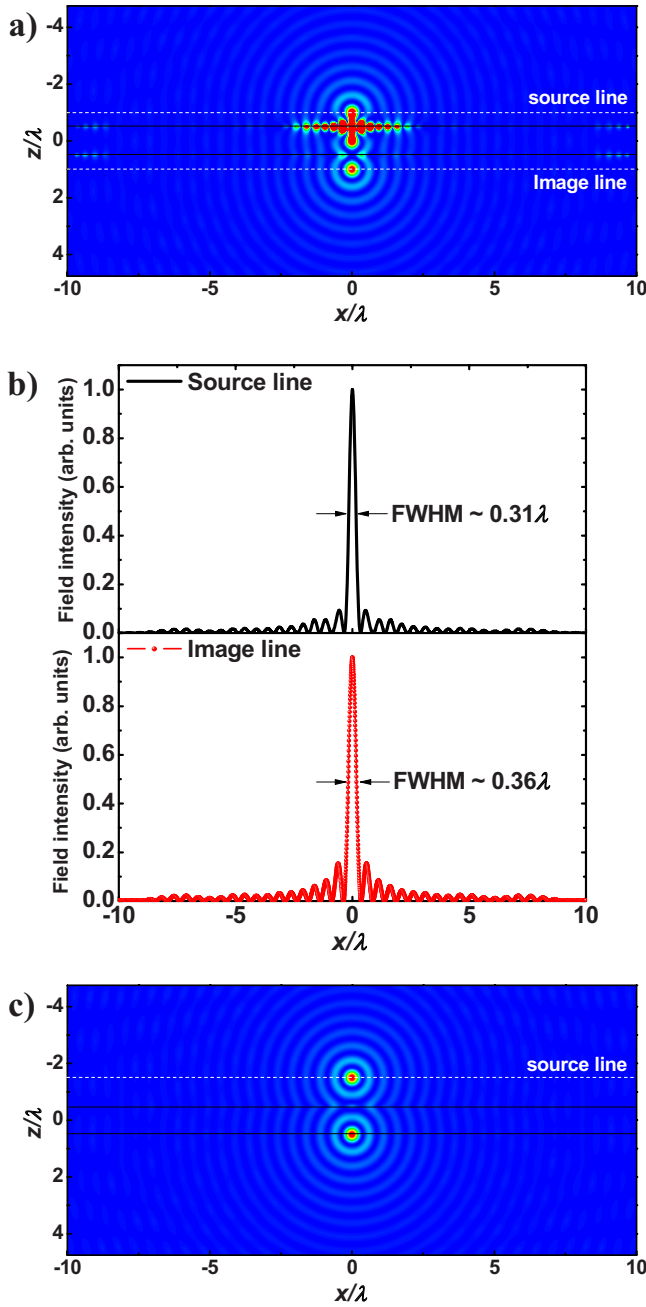 a)
-4
-2
0
2
4
z/λ
source line
Image line
-10
-5
0
5
10
x/λ
b)
1.0
0.8
0.6
0.4
0.2
0.0
Field intensity (arb. units)
Source line
FWHM ~ 0.31λ
1.0
0.8
0.6
0.4
0.2
0.0
Field intensity (arb. units)
Image line
FWHM ~ 0.36λ
-10
-5
0
5
10
x/λ
c)
-4
-2
0
2
4
z/λ
source line
-10
-5
0
5
10
x/λ